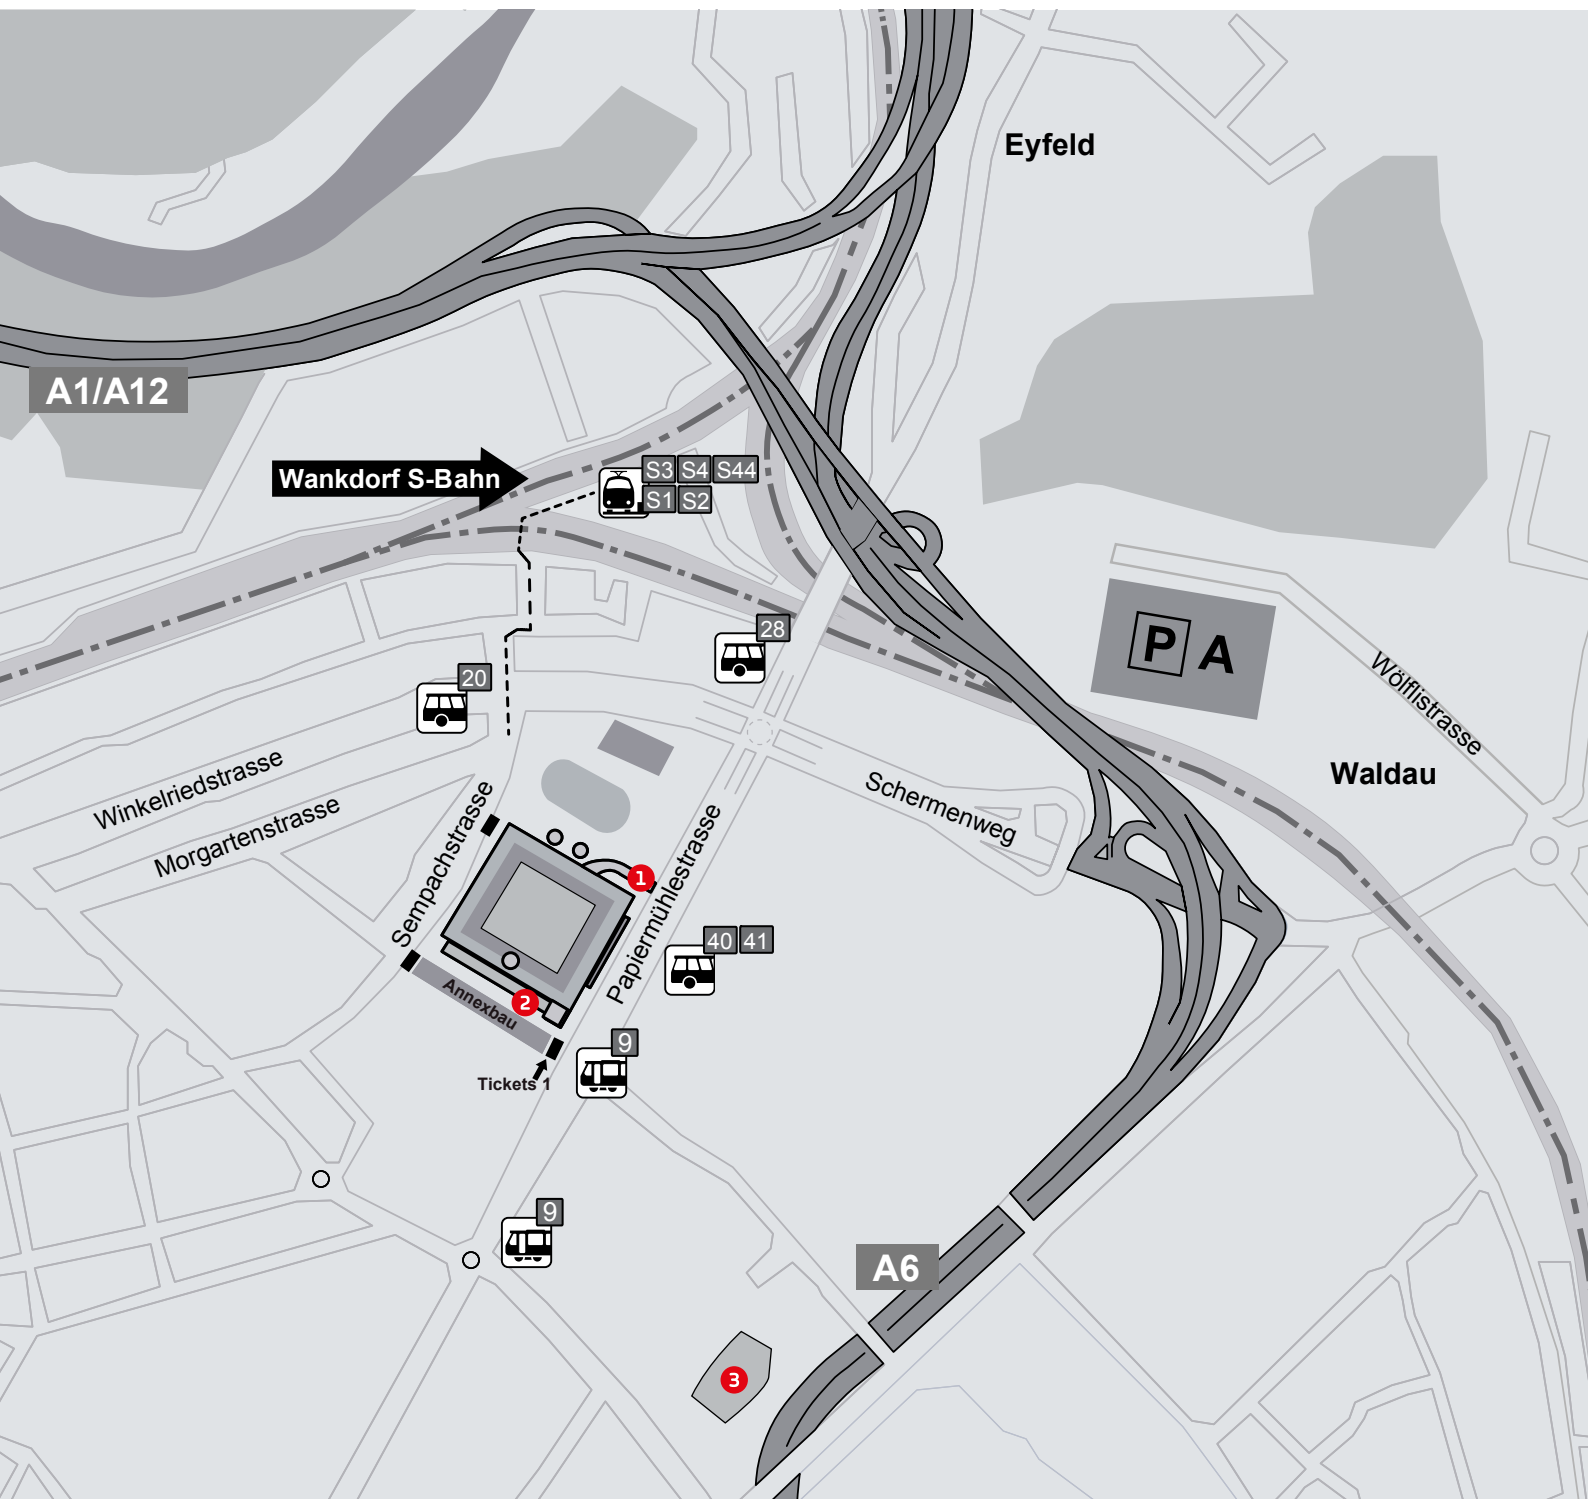 Eyfeld
A1/A12
Wankdorf S-Bahn
S3 S4 S44
S1 S2
28
20
P A
Wölflistrasse
Waldau
Winkelriedstrasse
Morgartenstrasse
Sempachstrasse
Papiermühlestrasse
Schermenweg
1
40 41
2
Annexbau
9
Tickets 1
9
A6
3